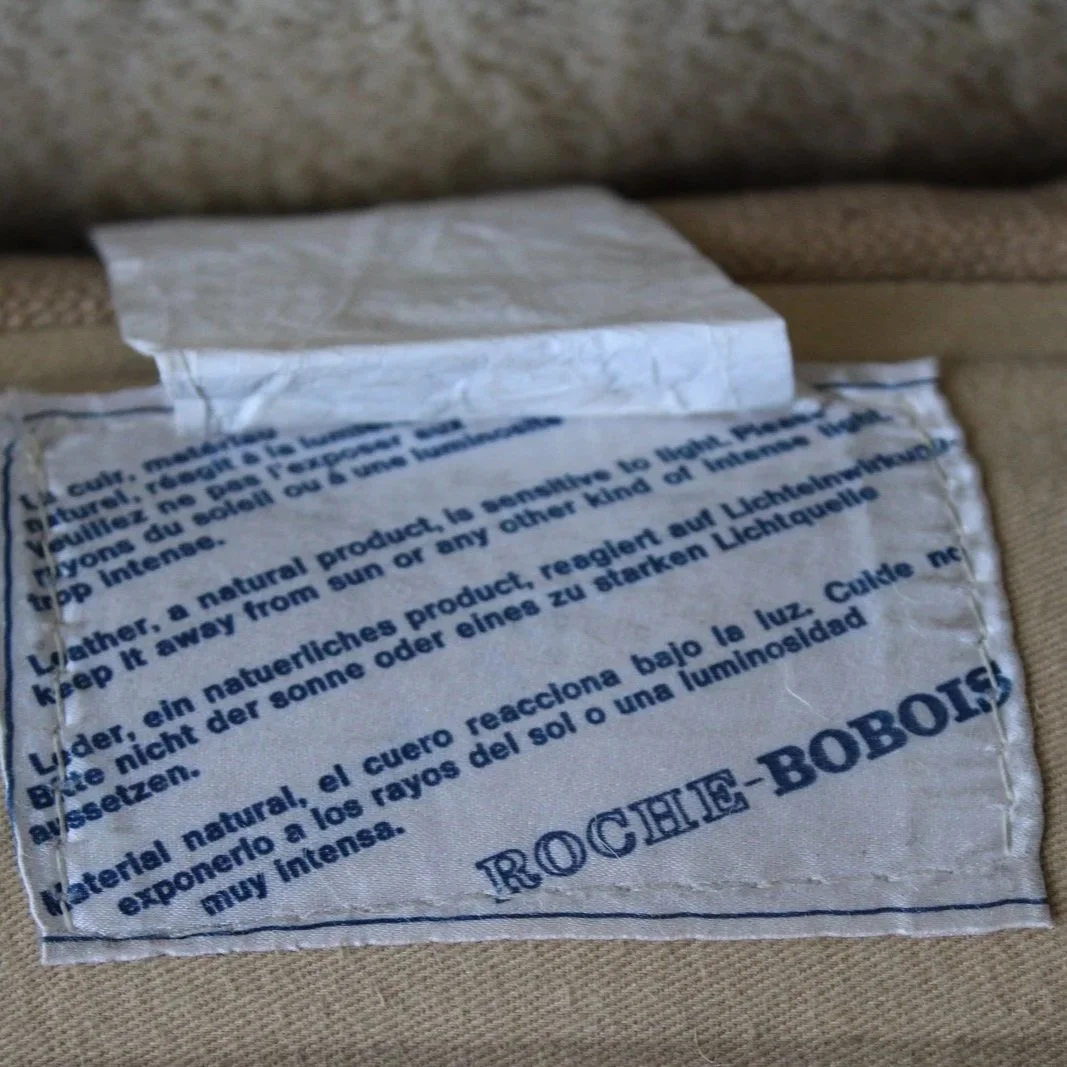 Le cuir, matériau
naturel, réagit à la lumière.
Veuillez ne pas l'exposer aux
rayons du soleil ou à une luminosité
trop intense.
Leather, a natural product, is sensitive to light. Please
keep it away from sun or any other kind of intense light.
Leder, ein natuerliches product, reagiert auf Lichteinwirkung.
Bitte nicht der sonne oder eines zu starken Lichtquelle
aussetzen.
Material natural, el cuero reacciona bajo la luz. Cuide no
exponerlo a los rayos del sol o una luminosidad
muy intensa.
ROCHE-BOBOIS